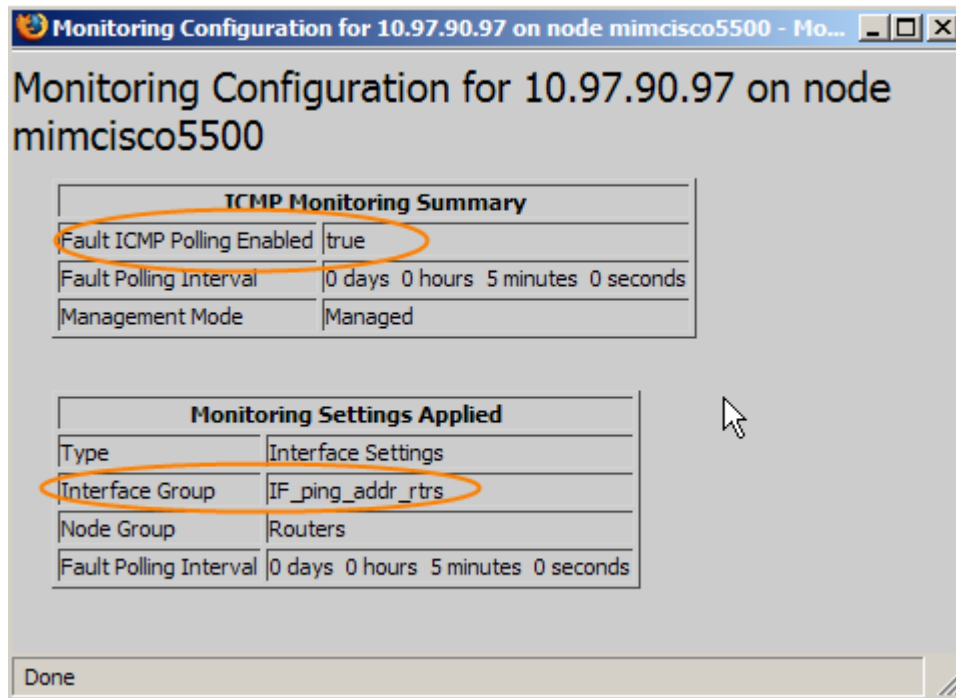 Monitoring Configuration for 10.97.90.97 on node mimcisco5500 - Mo...
Monitoring Configuration for 10.97.90.97 on node
mimcisco5500
ICMP Monitoring Summary
Fault ICMP Polling Enabled true
Fault Polling Interval 0 days 0 hours 5 minutes 0 seconds
Management Mode Managed
Monitoring Settings Applied
Type Interface Settings
Interface Group IF_ping_addr_rtrs
Node Group Routers
Fault Polling Interval 0 days 0 hours 5 minutes 0 seconds
Done